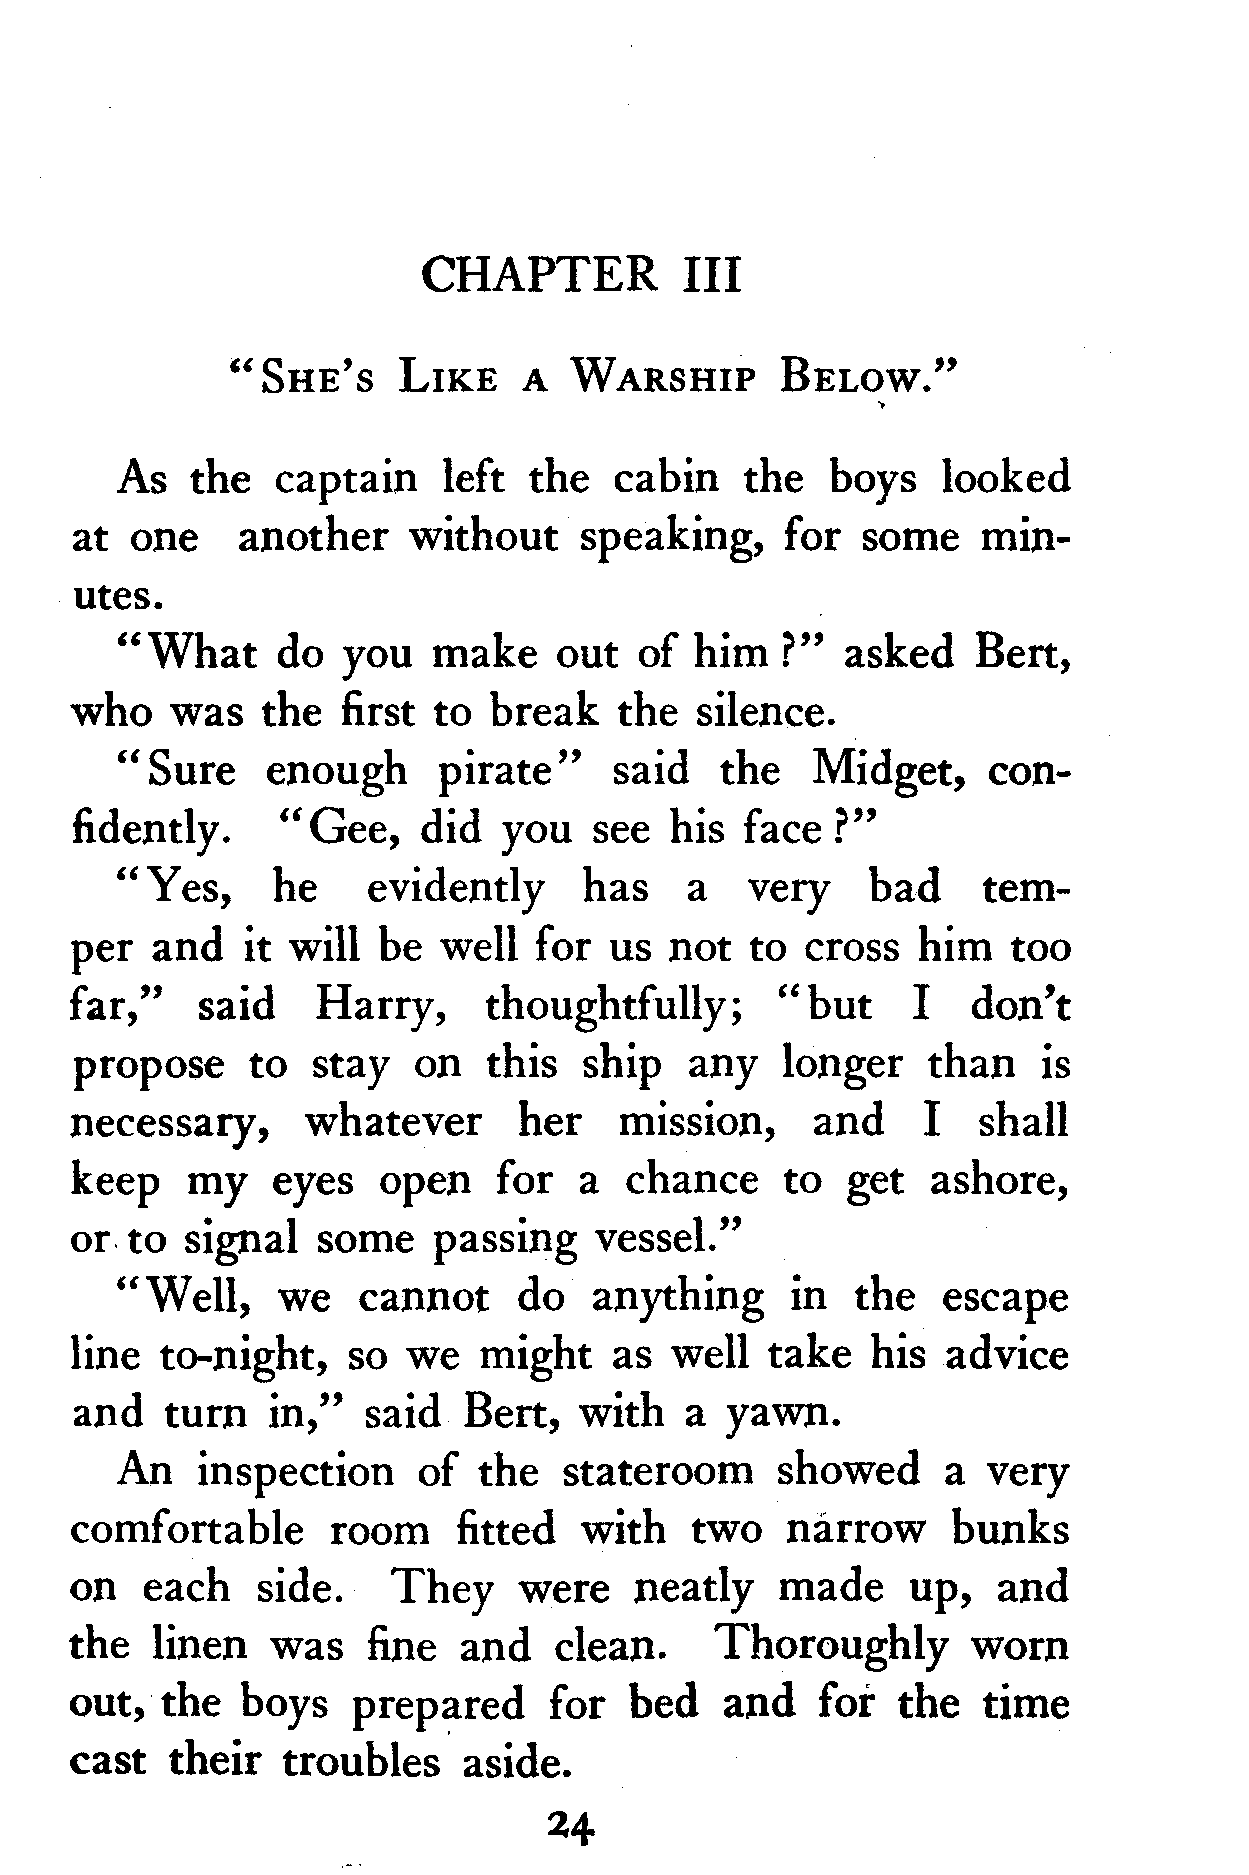 CHAPTER III
“She’s Like a Warship Below.”
As the captain left the cabin the boys looked
at one another without speaking, for some min-
utes.
“What do you make out of him?” asked Bert,
who was the first to break the silence.
“Sure enough pirate” said the Midget, con-
fidently. “Gee, did you see his face?”
“Yes, he evidently has a very bad tem-
per and it will be well for us not to cross him too
far,” said Harry, thoughtfully; “but I don’t
propose to stay on this ship any longer than is
necessary, whatever her mission, and I shall
keep my eyes open for a chance to get ashore,
or to signal some passing vessel.”
“Well, we cannot do anything in the escape
line to-night, so we might as well take his advice
and turn in,” said Bert, with a yawn.
An inspection of the stateroom showed a very
comfortable room fitted with two narrow bunks
on each side. They were neatly made up, and
the linen was fine and clean. Thoroughly worn
out, the boys prepared for bed and for the time
cast their troubles aside.
24